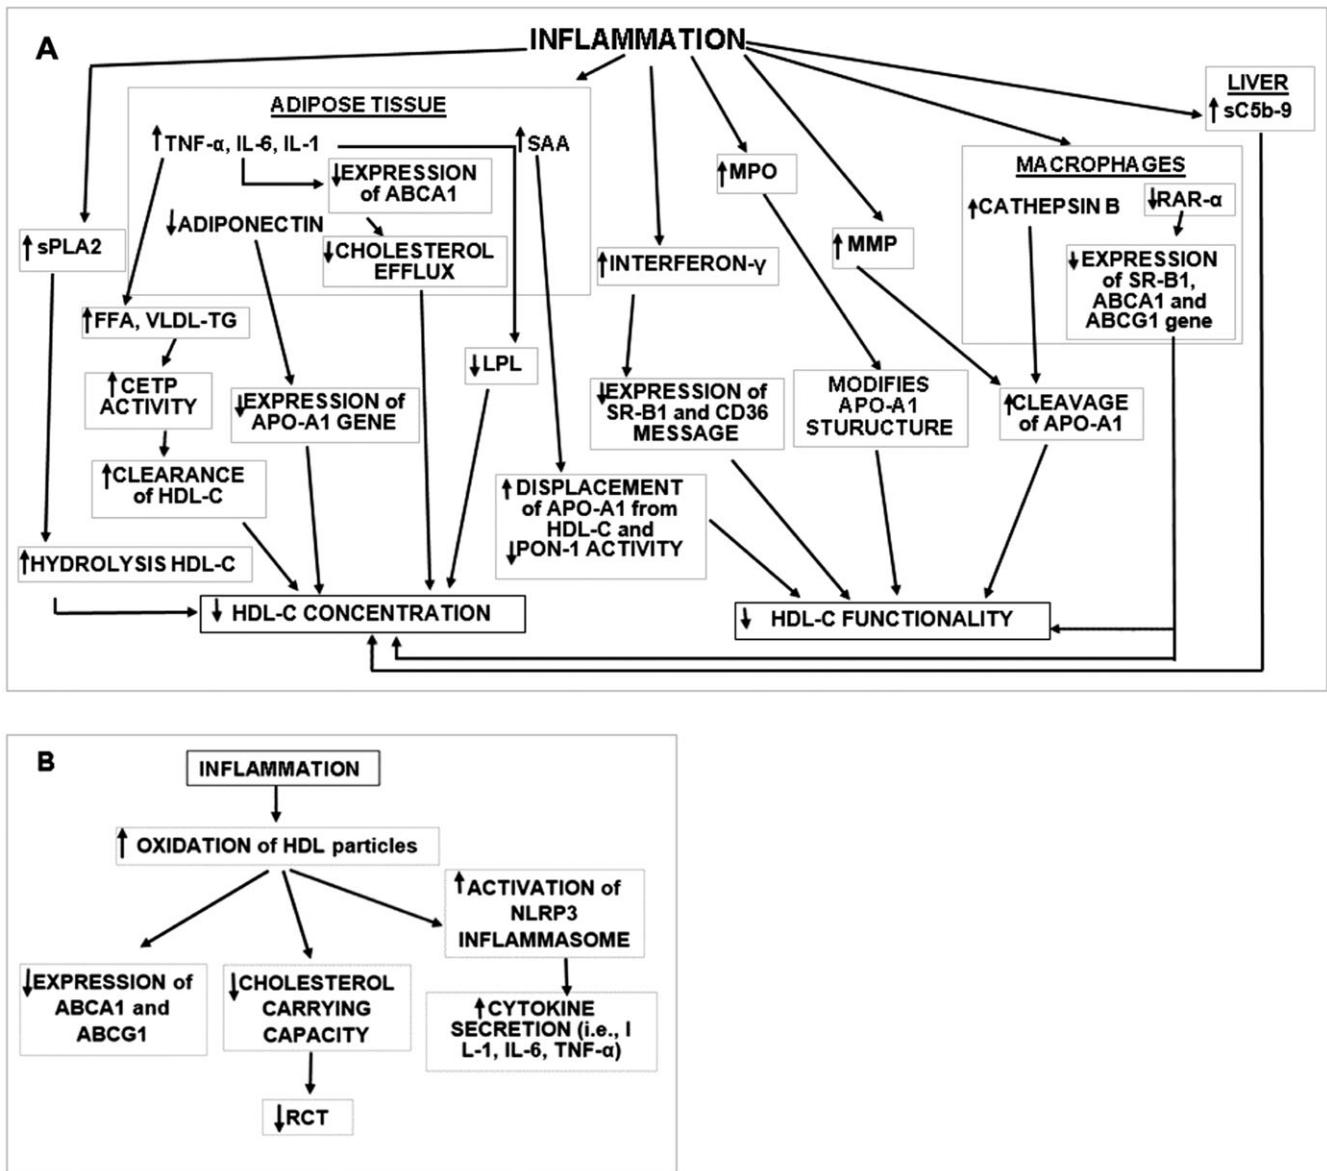 A
INFLAMMATION
LIVER
↑ sC5b-9
ADIPOSE TISSUE
↑TNF-α, IL-6, IL-1
↑SAA
↓EXPRESSION
of ABCA1
↓ADIPONECTIN
↓CHOLESTEROL
EFFLUX
↑ sPLA2
↑FFA, VLDL-TG
↑CETP
ACTIVITY
↑CLEARANCE
of HDL-C
↑HYDROLYSIS HDL-C
↓EXPRESSION of
APO-A1 GENE
↓LPL
↑INTERFERON-γ
↓EXPRESSION of
SR-B1 and CD36
MESSAGE
↑ DISPLACEMENT
of APO-A1 from
HDL-C and
↓PON-1 ACTIVITY
↑MPO
MODIFIES
APO-A1
STURUCTURE
↑ MMP
MACROPHAGES
↑CATHEPSIN B
↓RAR-α
↓EXPRESSION
of SR-B1,
ABCA1 and
ABCG1 gene
↑CLEAVAGE
of APO-A1
↓ HDL-C CONCENTRATION
↓ HDL-C FUNCTIONALITY
B
INFLAMMATION
↑ OXIDATION of HDL particles
↓EXPRESSION of
ABCA1 and
ABCG1
↓CHOLESTEROL
CARRYING
CAPACITY
↓RCT
↑ACTIVATION of
NLRP3
INFLAMMASOME
↑CYTOKINE
SECRETION (i.e., I
L-1, IL-6, TNF-α)